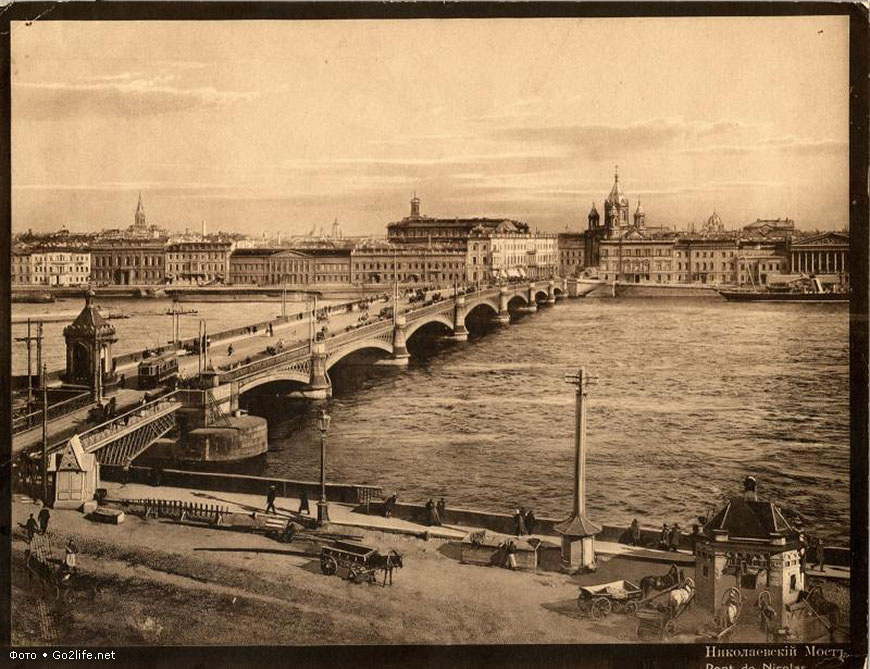 Николаевскій Мостъ
Pont de Nicolas
Фото • Go2life.net